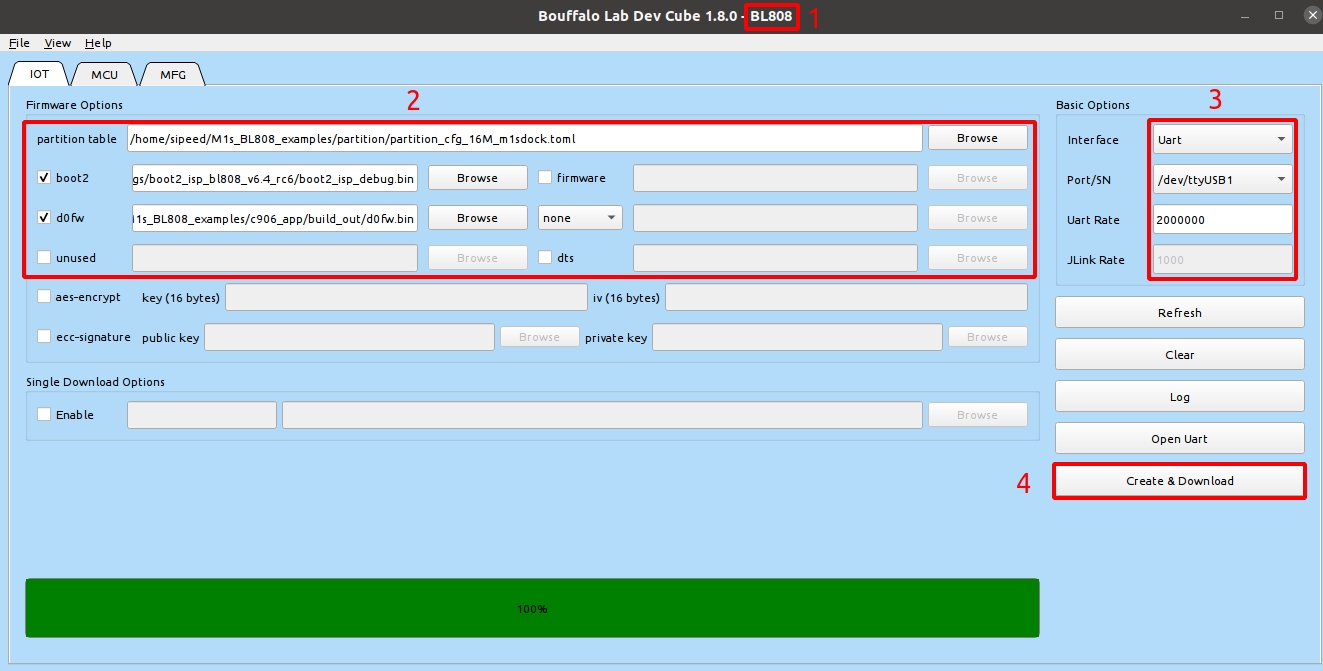 Bouffalo Lab Dev Cube 1.8.0 - BL808 1
File View Help
IOT MCU MFG
Firmware Options 2
partition table /home/sipeed/M1s_BL808_examples/partition/partition_cfg_16M_m1sdock.toml Browse
boot2 gs/boot2_isp_bl808_v6.4_rc6/boot2_isp_debug.bin Browse firmware Browse
d0fw 1s_BL808_examples/c906_app/build_out/d0fw.bin Browse none Browse
unused Browse dts Browse
aes-encrypt key (16 bytes) iv (16 bytes)
ecc-signature public key Browse private key Browse
Single Download Options
Enable Browse
100%
Basic Options 3
Interface Uart
Port/SN /dev/ttyUSB1
Uart Rate 2000000
JLink Rate 1000
Refresh
Clear
Log
Open Uart
4 Create & Download